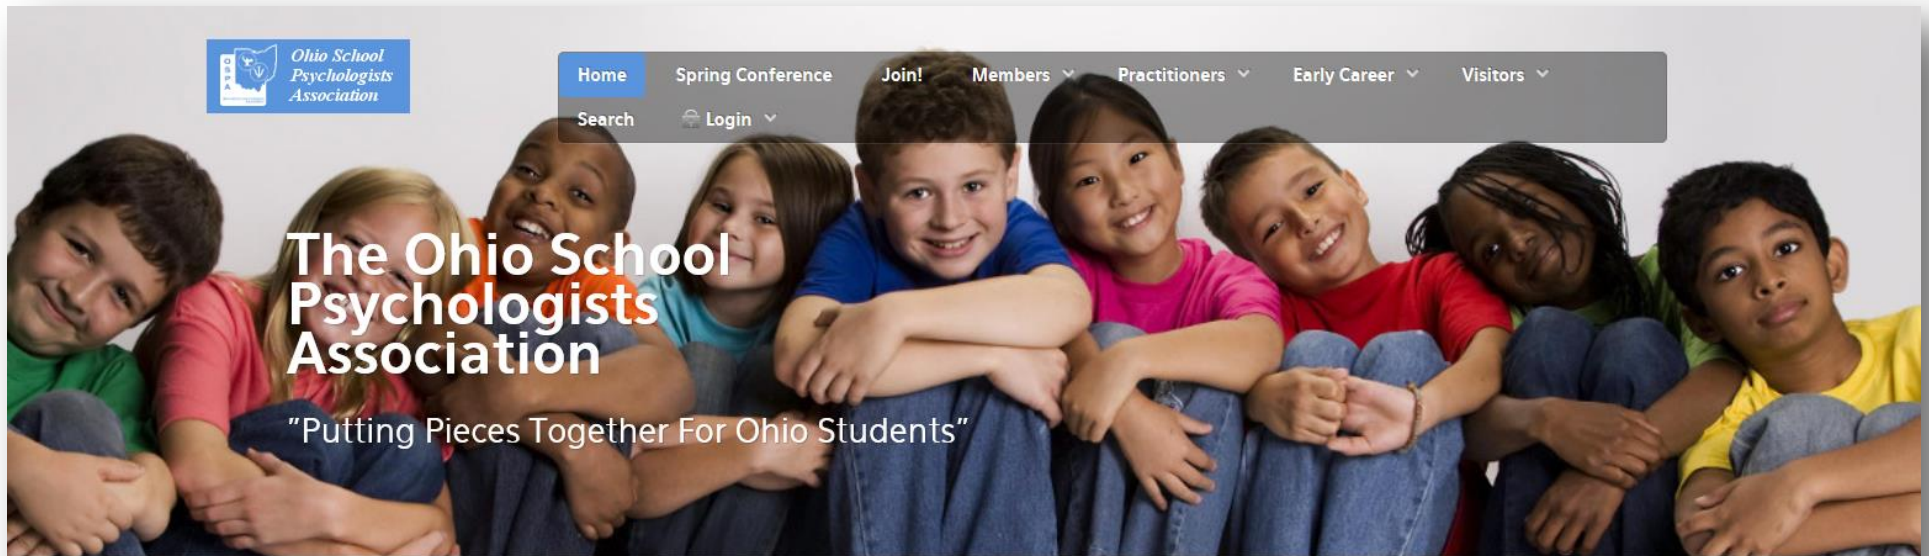 OSPA
Ohio School
Psychologists
Association
Home Spring Conference Join! Members Practitioners Early Career Visitors
Search Login
The Ohio School
Psychologists
Association
"Putting Pieces Together For Ohio Students"